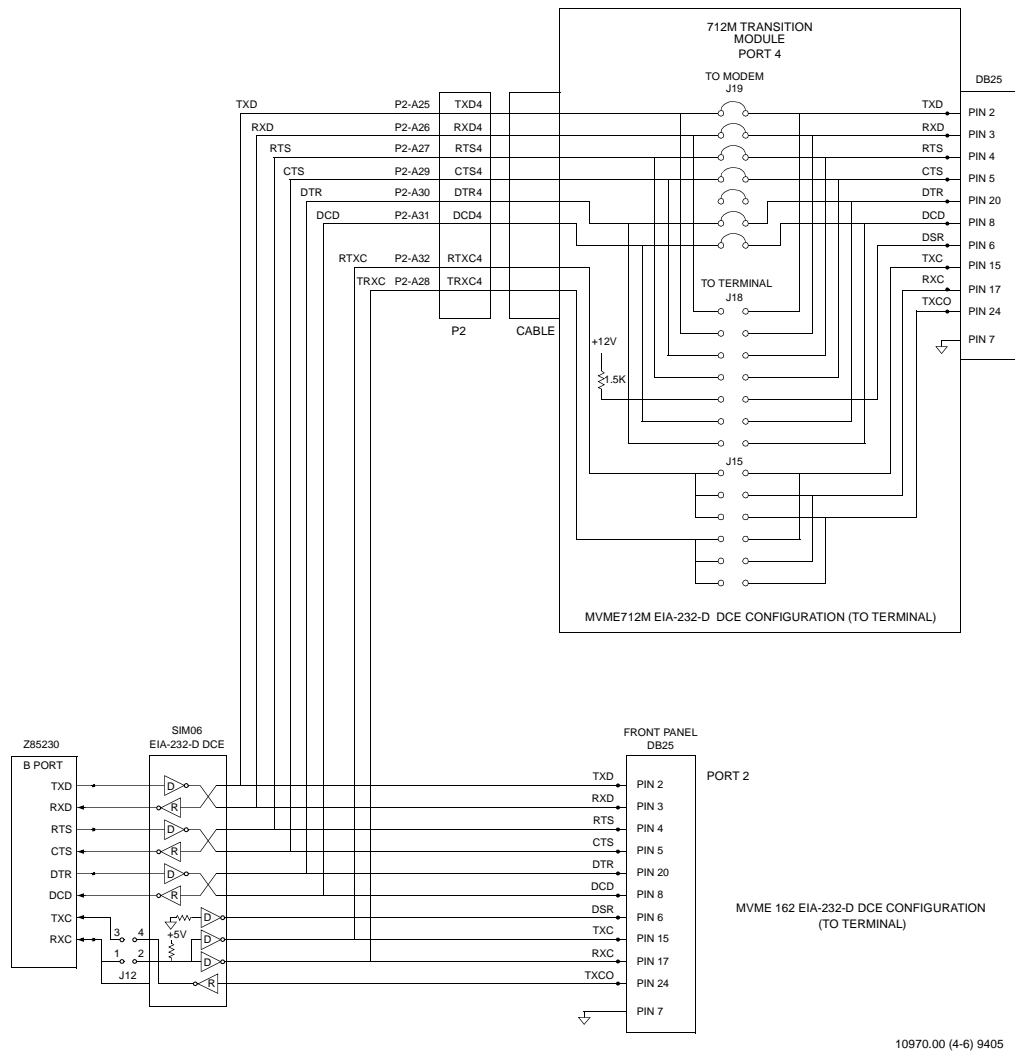 712M TRANSITION
MODULE
PORT 4
TO MODEM
J19
DB25
TXD P2-A25 TXD4 TXD PIN 2
RXD P2-A26 RXD4 RXD PIN 3
RTS P2-A27 RTS4 RTS PIN 4
CTS P2-A29 CTS4 CTS PIN 5
DTR P2-A30 DTR4 DTR PIN 20
DCD P2-A31 DCD4 DCD PIN 8
DSR PIN 6
RTXC P2-A32 RTXC4 TXC PIN 15
TRXC P2-A28 TRXC4 RXC PIN 17
TXCO PIN 24
PIN 7
TO TERMINAL
J18
P2
CABLE
+12V
1.5K
J15
MVME712M EIA-232-D DCE CONFIGURATION (TO TERMINAL)
Z85230
B PORT
SIM06
EIA-232-D DCE
FRONT PANEL
DB25
PORT 2
TXD D TXD PIN 2
RXD R RXD PIN 3
RTS D RTS PIN 4
CTS R CTS PIN 5
DTR D DTR PIN 20
DCD R DCD PIN 8
TXC D DSR PIN 6
RXC 3 4 +5V D TXC PIN 15
1 2 D RXC PIN 17
J12 R TXCO PIN 24
PIN 7
MVME 162 EIA-232-D DCE CONFIGURATION
(TO TERMINAL)
10970.00 (4-6) 9405